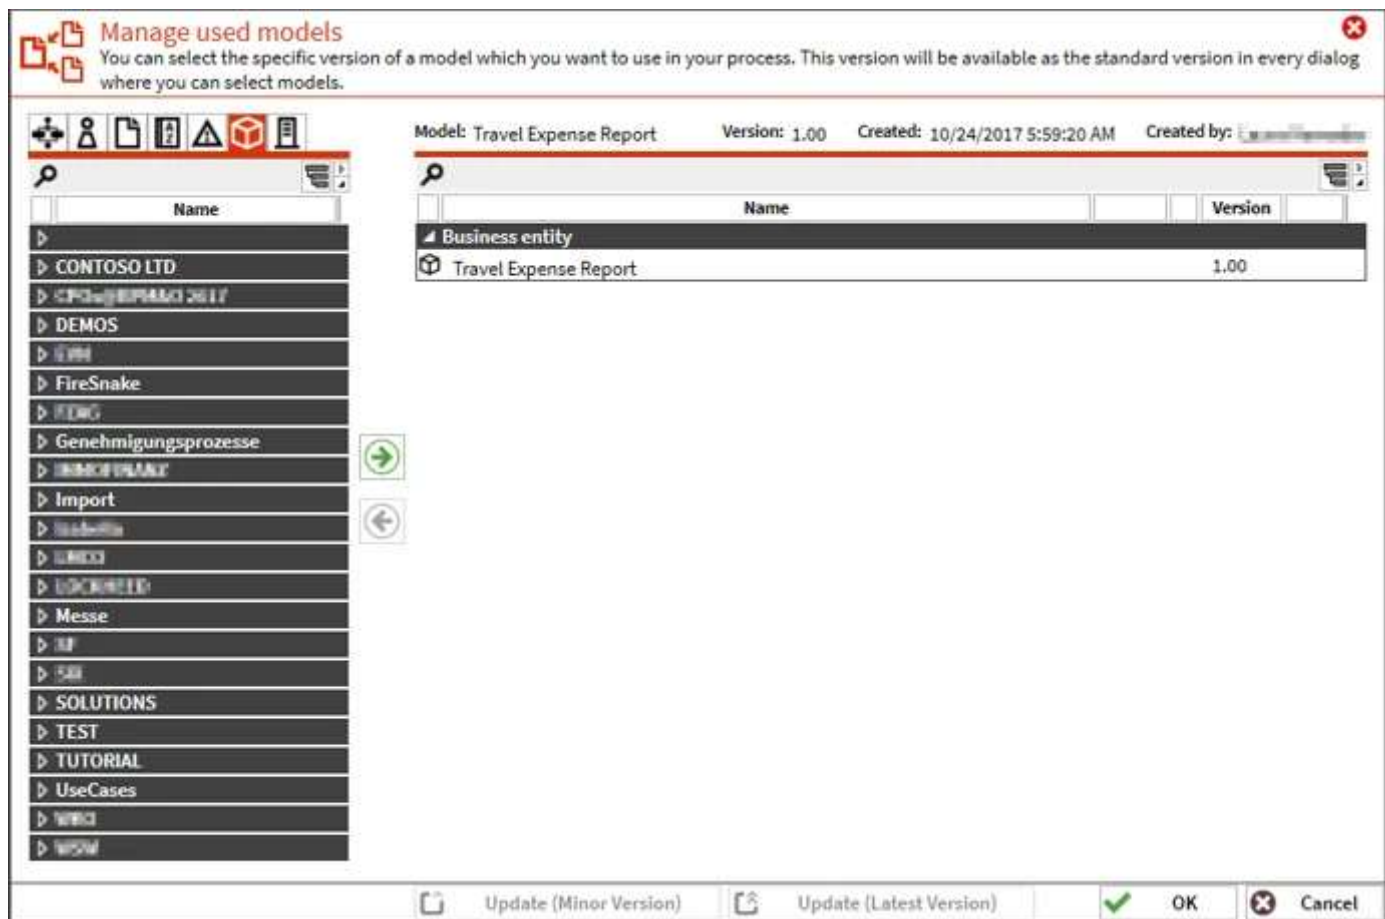 Manage used models
You can select the specific version of a model which you want to use in your process. This version will be available as the standard version in every dialog
where you can select models.
Model: Travel Expense Report Version: 1.00 Created: 10/24/2017 5:59:20 AM Created by:
Name
Name Version
Business entity
Travel Expense Report 1.00
CONTOSO LTD
DEMOS
FireSnake
Genehmigungsprozesse
Import
Messe
SOLUTIONS
TEST
TUTORIAL
UseCases
Update (Minor Version) Update (Latest Version) OK Cancel